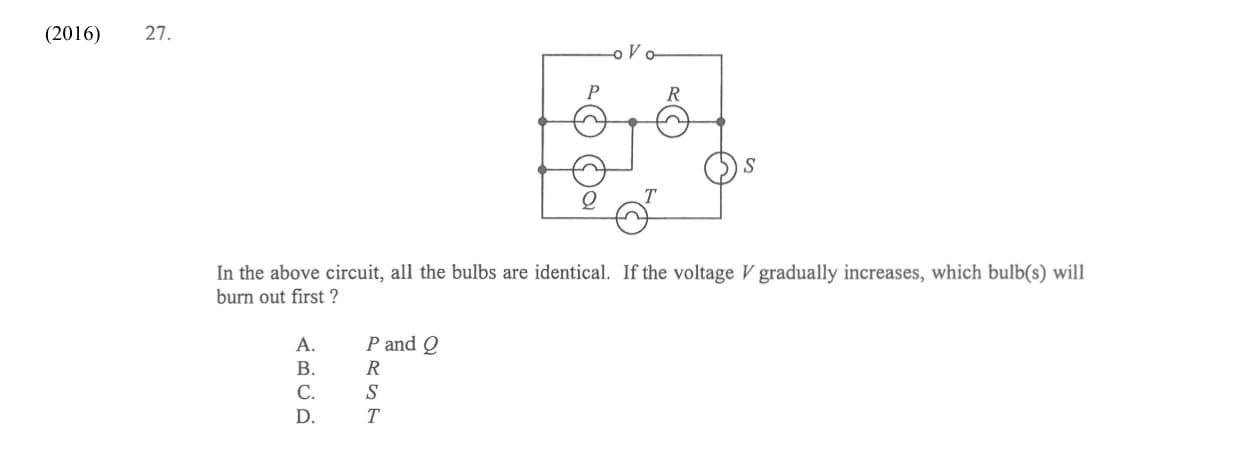 (2016) 27.
V
P R
S
Q T
In the above circuit, all the bulbs are identical. If the voltage V gradually increases, which bulb(s) will
burn out first ?
A. P and Q
B. R
C. S
D. T